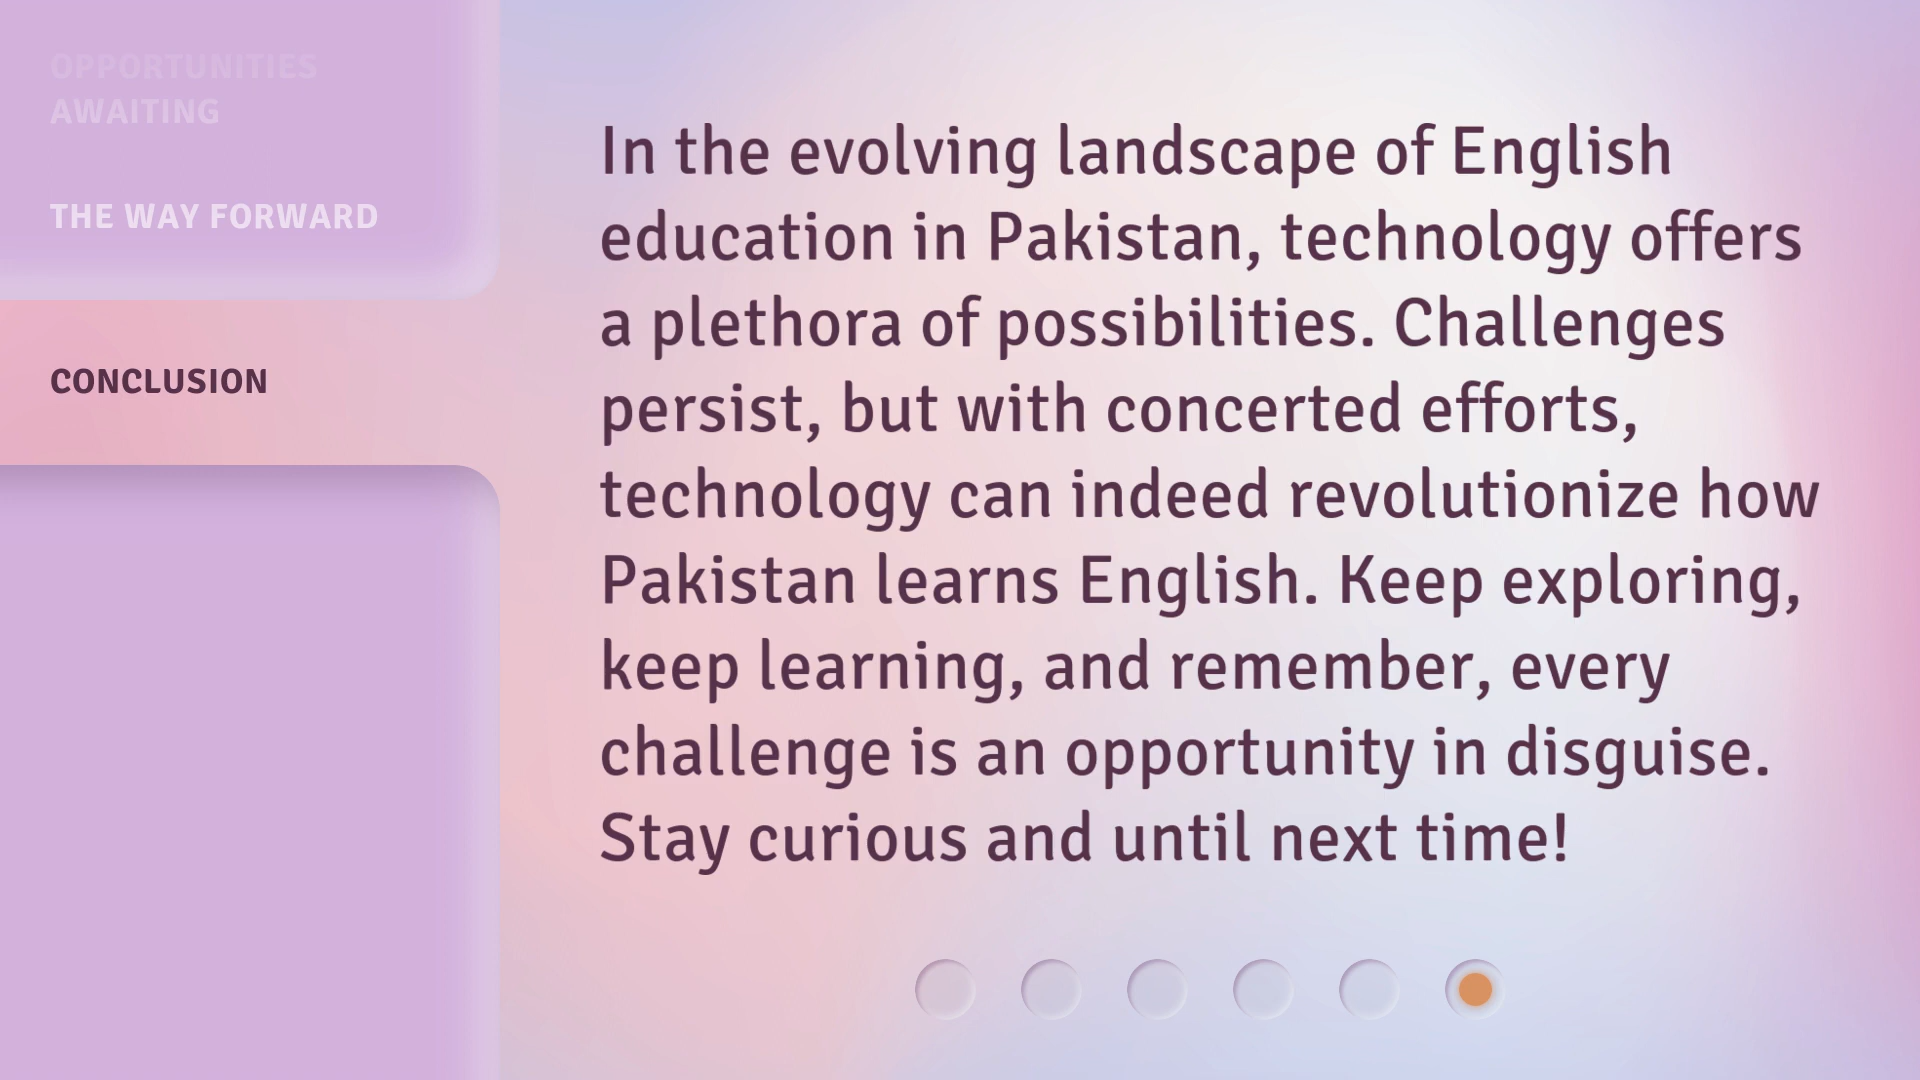 OPPORTUNITIES
AWAITING
THE WAY FORWARD
CONCLUSION
In the evolving landscape of English
education in Pakistan, technology offers
a plethora of possibilities. Challenges
persist, but with concerted efforts,
technology can indeed revolutionize how
Pakistan learns English. Keep exploring,
keep learning, and remember, every
challenge is an opportunity in disguise.
Stay curious and until next time!